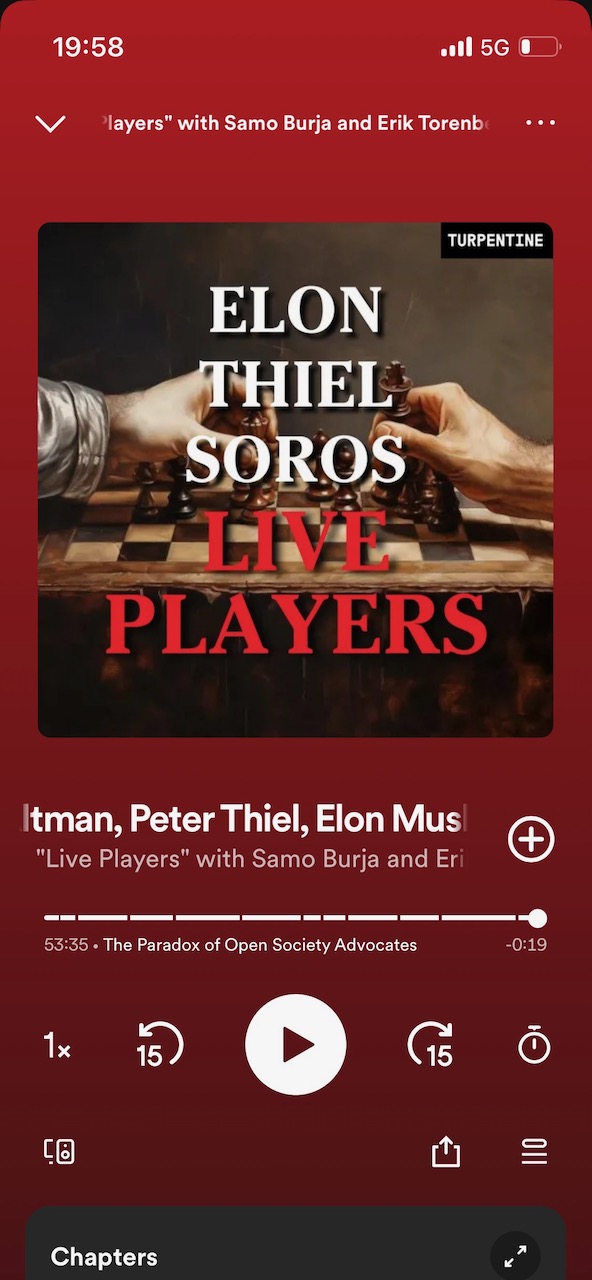 19:58
5G
layers" with Samo Burja and Erik Torenb
TURPENTINE
ELON
THIEL
SOROS
LIVE
PLAYERS
ltman, Peter Thiel, Elon Mus
"Live Players" with Samo Burja and Eri
53:35 • The Paradox of Open Society Advocates
-0:19
1x
15
15
Chapters